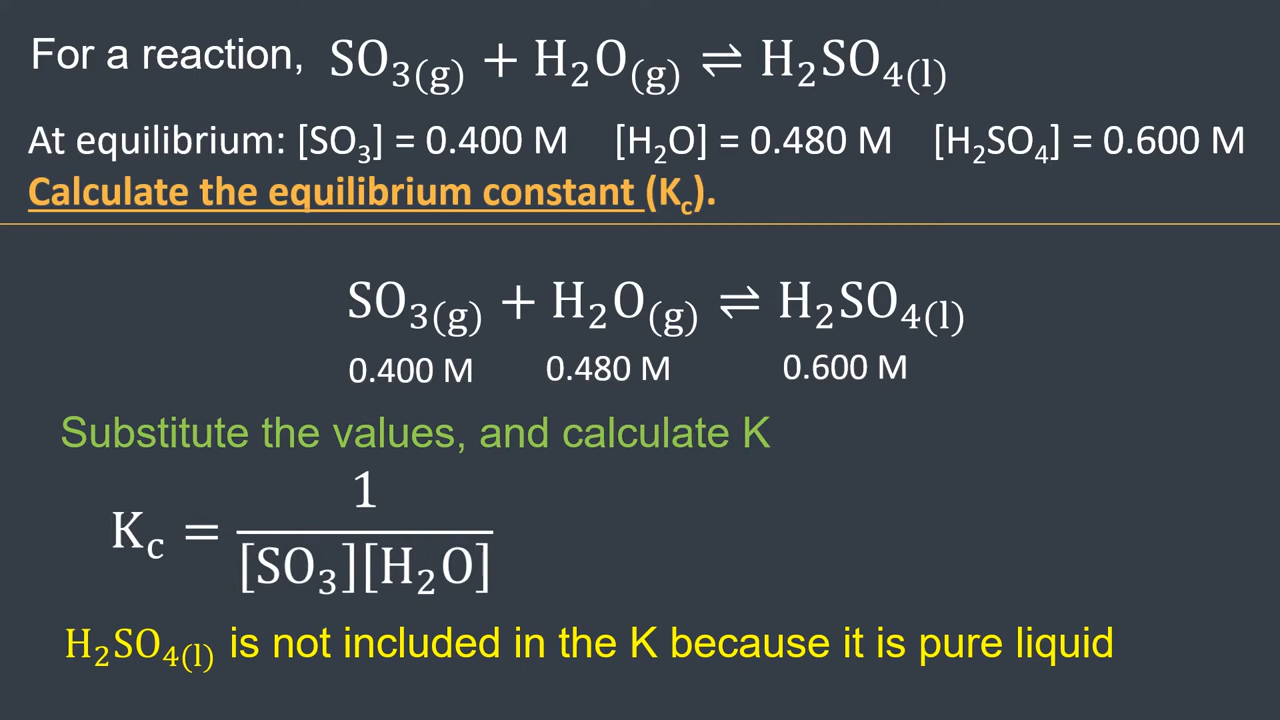 For a reaction, SO₃(g) + H₂O(g) ⇌ H₂SO₄(l)
At equilibrium: [SO₃] = 0.400 M [H₂O] = 0.480 M [H₂SO₄] = 0.600 M
Calculate the equilibrium constant (Kc).
SO₃(g) + H₂O(g) ⇌ H₂SO₄(l)
0.400 M 0.480 M 0.600 M
Substitute the values, and calculate K
1
Kc =
[SO₃][H₂O]
H₂SO₄(l) is not included in the K because it is pure liquid